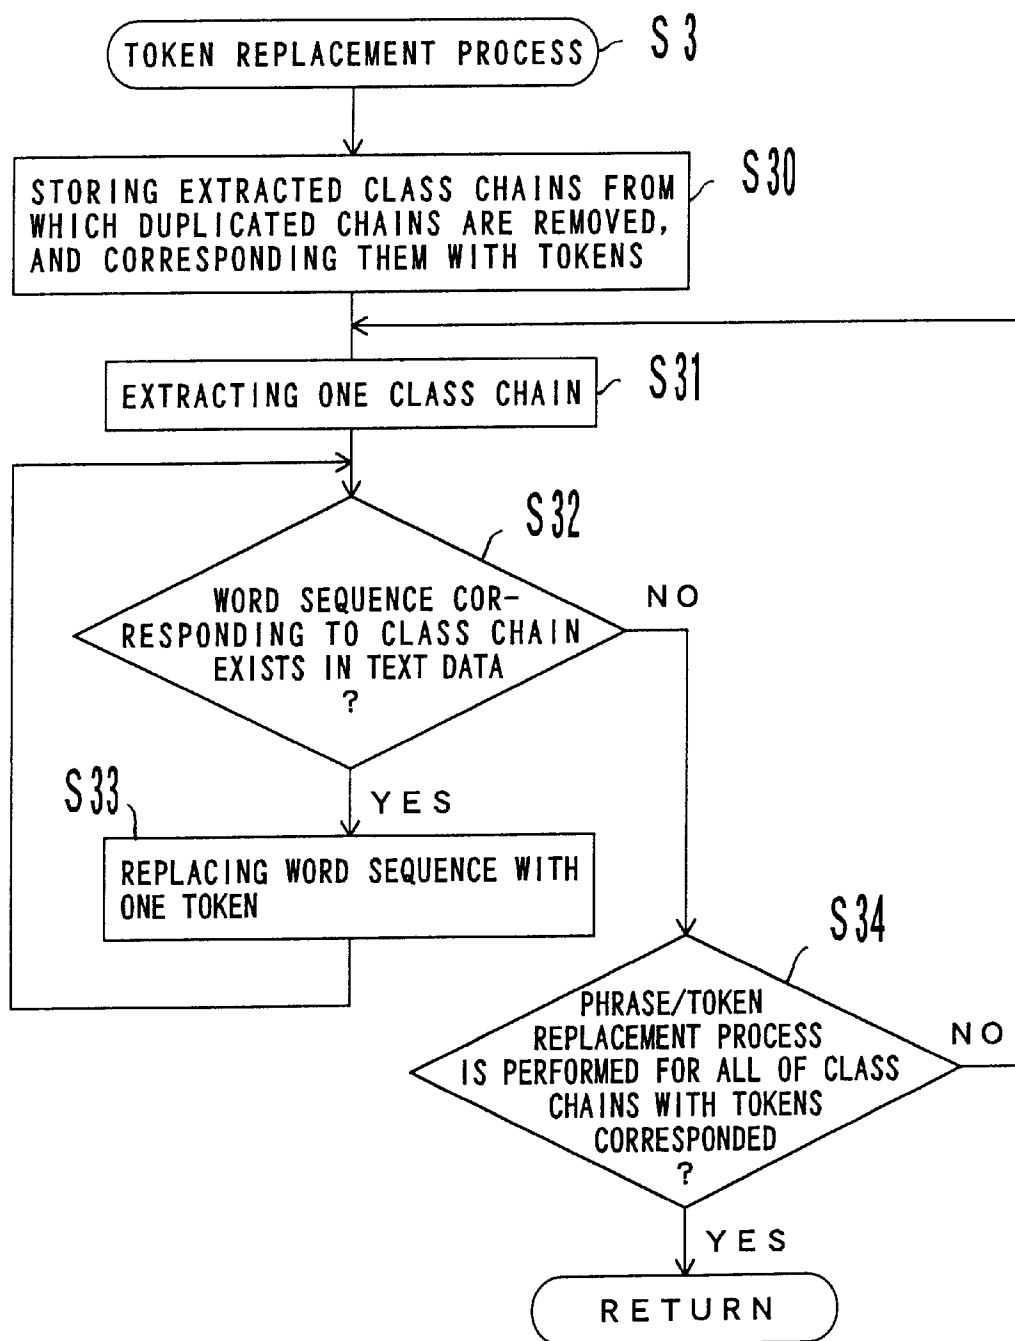 TOKEN REPLACEMENT PROCESS
S3
STORING EXTRACTED CLASS CHAINS FROM
WHICH DUPLICATED CHAINS ARE REMOVED,
AND CORRESPONDING THEM WITH TOKENS
S30
EXTRACTING ONE CLASS CHAIN
S31
S32
WORD SEQUENCE COR-
RESPONDING TO CLASS CHAIN
EXISTS IN TEXT DATA
?
NO
YES
S33
REPLACING WORD SEQUENCE WITH
ONE TOKEN
S34
PHRASE/TOKEN
REPLACEMENT PROCESS
IS PERFORMED FOR ALL OF CLASS
CHAINS WITH TOKENS
CORRESPONDED
?
NO
YES
RETURN